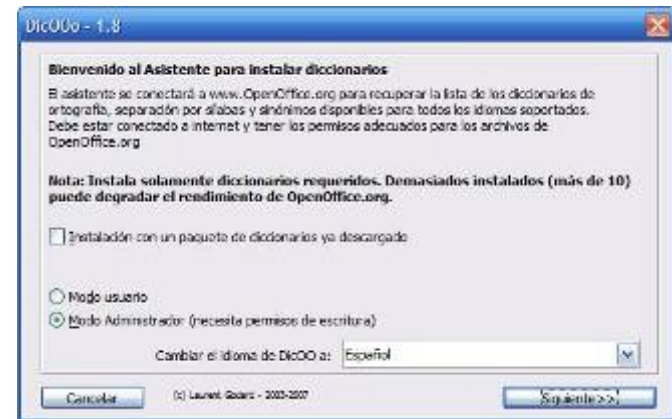 DicOOo - 1.8
Bienvenido al Asistente para instalar diccionarios
El asistente se conectará a www.OpenOffice.org para recuperar la lista de los diccionarios de
ortografía, separación por sílabas y sinónimos disponibles para todos los idiomas soportados.
Debe estar conectado a internet y tener los permisos adecuados para los archivos de
OpenOffice.org
Nota: Instala solamente diccionarios requeridos. Demasiados instalados (más de 10)
puede degradar el rendimiento de OpenOffice.org.
Instalación con un paquete de diccionarios ya descargado
Modo usuario
Modo Administrador (necesita permisos de escritura)
Cambiar el idioma de DicOO a: Español
Cancelar (c) Laurent Godard - 2003-2007 Siguiente >>